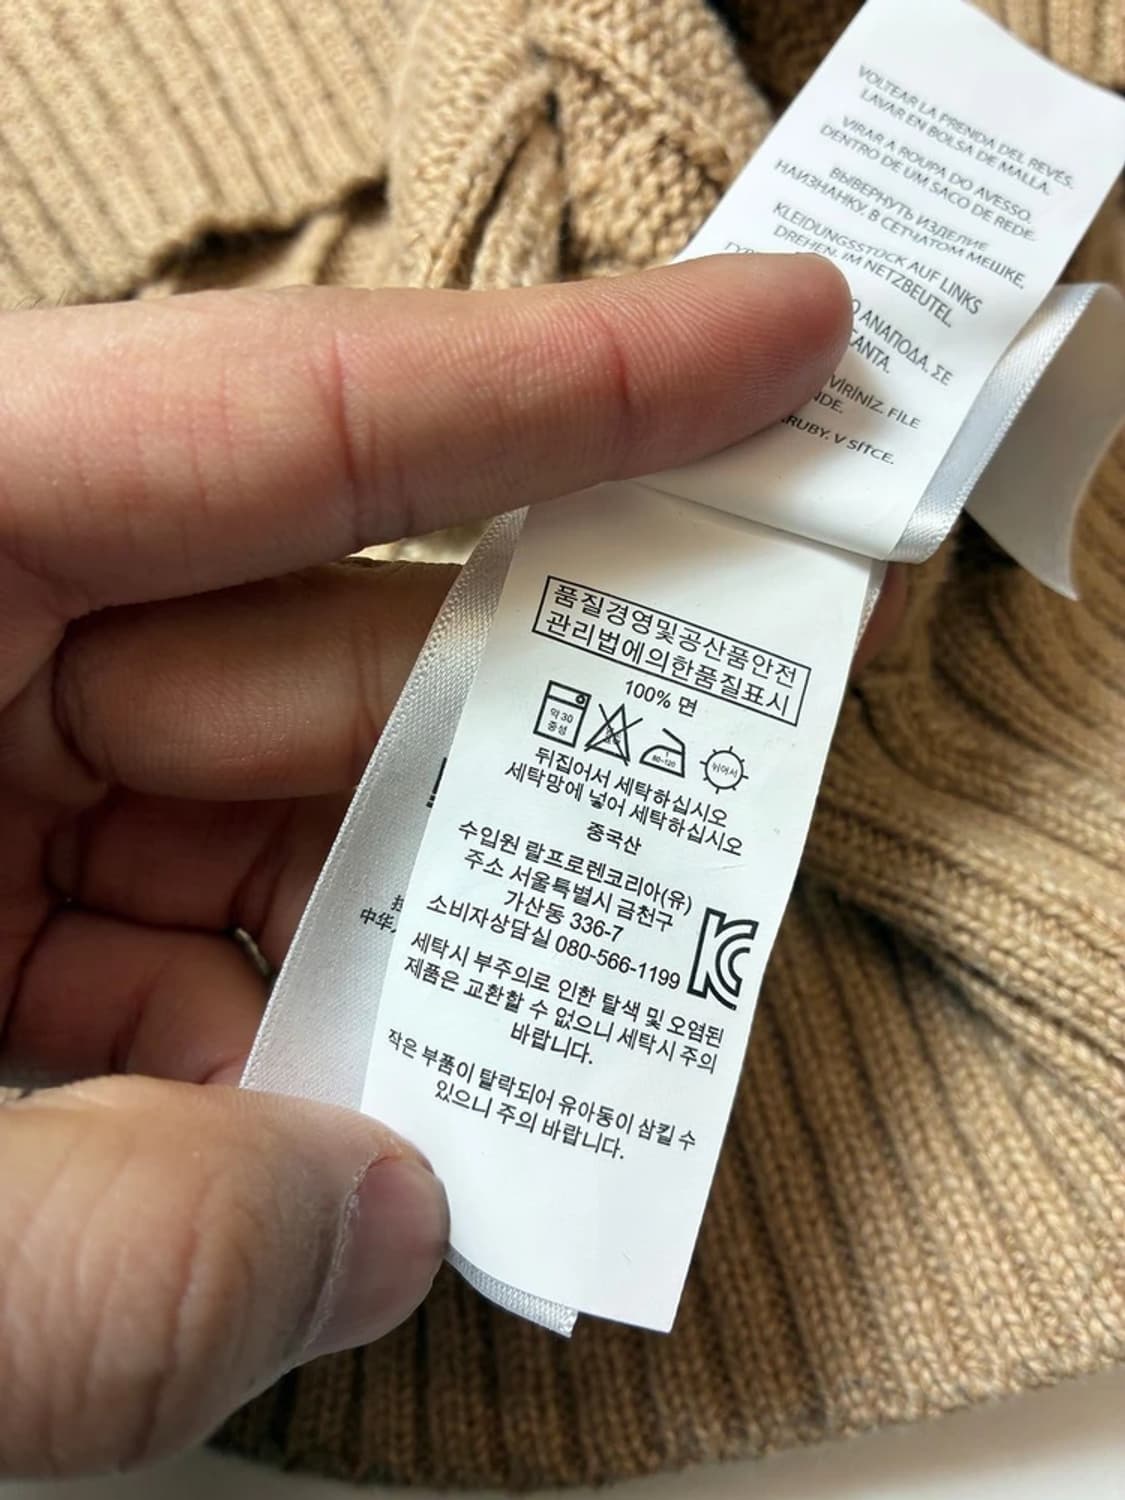 VOLTEAR LA PRENDA DEL REVÉS.
LAVAR EN BOLSA DE MALLA.
VIRAR A ROUPA DO AVESSO.
DENTRO DE UM SACO DE REDE.
ВЫВЕРНУТЬ ИЗДЕЛИЕ
НАИЗНАНКУ, В СЕТЧАТОМ МЕШКЕ.
KLEIDUNGSSTÜCK AUF LINKS
DREHEN. IM NETZBEUTEL.
ΑΝΑΠΟΔΑ. ΣΕ
FILE
V SÍŤCE.
품질경영및공산품안전
관리법에의한품질표시
100% 면
약 30
중성
80~120
뉘어서
뒤집어서 세탁하십시오
세탁망에 넣어 세탁하십시오
중국산
수입원 랄프로렌코리아(유)
주소 서울특별시 금천구
가산동 336-7
소비자상담실 080-566-1199
세탁시 부주의로 인한 탈색 및 오염된
제품은 교환할 수 없으니 세탁시 주의
바랍니다.
작은 부품이 탈락되어 유아동이 삼킬 수
있으니 주의 바랍니다.
KC
中华